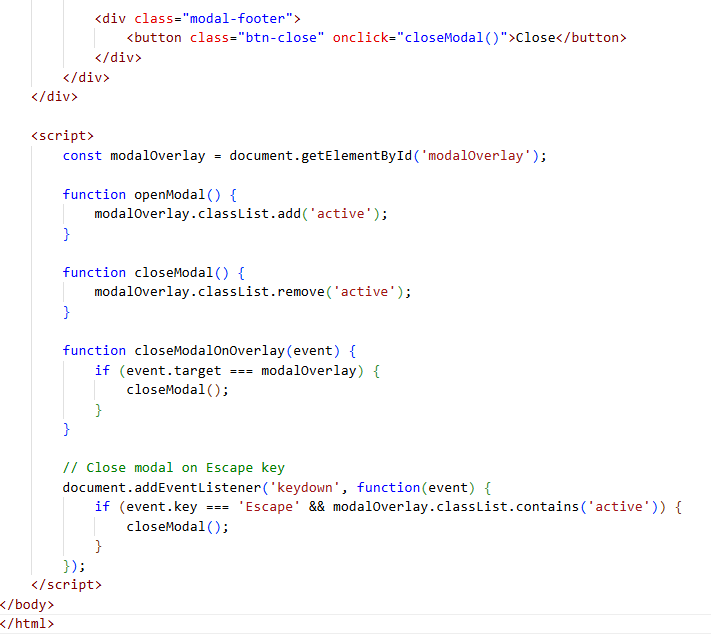 <div class="modal-footer">
<button class="btn-close" onclick="closeModal()">Close</button>
</div>
</div>
</div>
<script>
const modalOverlay = document.getElementById('modalOverlay');
function openModal() {
modalOverlay.classList.add('active');
}
function closeModal() {
modalOverlay.classList.remove('active');
}
function closeModalOnOverlay(event) {
if (event.target === modalOverlay) {
closeModal();
}
}
// Close modal on Escape key
document.addEventListener('keydown', function(event) {
if (event.key === 'Escape' && modalOverlay.classList.contains('active')) {
closeModal();
}
});
</script>
</body>
</html>